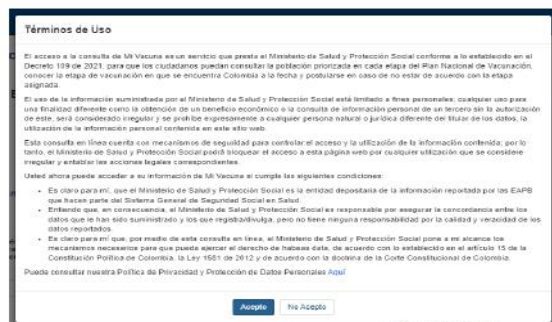 Términos de Uso
El acceso a la consulta de Mi Vacuna es un servicio que presta el Ministerio de Salud y Protección Social conforme a lo establecido en el
Decreto 109 de 2021, para que los ciudadanos puedan consultar la población priorizada en cada etapa del Plan Nacional de Vacunación,
conocer la etapa de vacunación en que se encuentra Colombia a la fecha y postularse en caso de no estar de acuerdo con la etapa
asignada.
El uso de la información suministrada por el Ministerio de Salud y Protección Social está limitado a fines personales; cualquier uso para
una finalidad diferente como la obtención de un beneficio económico o la consulta de información personal de un tercero sin la autorización
de este, será considerado irregular y se prohíbe expresamente a cualquier persona natural o jurídica diferente del titular de los datos, la
utilización de la información personal contenida en este sitio web.
Esta consulta en línea cuenta con mecanismos de seguridad para controlar el acceso y la utilización de la información contenida; por lo
tanto, el Ministerio de Salud y Protección Social podrá bloquear el acceso a esta página web por cualquier utilización que se considere
irregular y entablar las acciones legales correspondientes.
Usted ahora puede acceder a su información de Mi Vacuna si cumple las siguientes condiciones:
• Es claro para mí, que el Ministerio de Salud y Protección Social es la entidad depositaria de la información reportada por las EAPB
que hacen parte del Sistema General de Seguridad Social en Salud.
• Entiendo que, en consecuencia, el Ministerio de Salud y Protección Social es responsable por asegurar la concordancia entre los
datos que le han sido suministrado y los que registra/divulga, pero no tiene ninguna responsabilidad por la calidad y veracidad de los
datos reportados.
• Es claro para mí que, por medio de esta consulta en línea, el Ministerio de Salud y Protección Social pone a mi alcance los
mecanismos necesarios para que pueda ejercer el derecho de habeas data, de acuerdo con lo establecido en el artículo 15 de la
Constitución Política de Colombia, la Ley 1581 de 2012 y de acuerdo con la doctrina de la Corte Constitucional de Colombia.
Puede consultar nuestra Política de Privacidad y Protección de Datos Personales Aquí
Acepto No Acepto